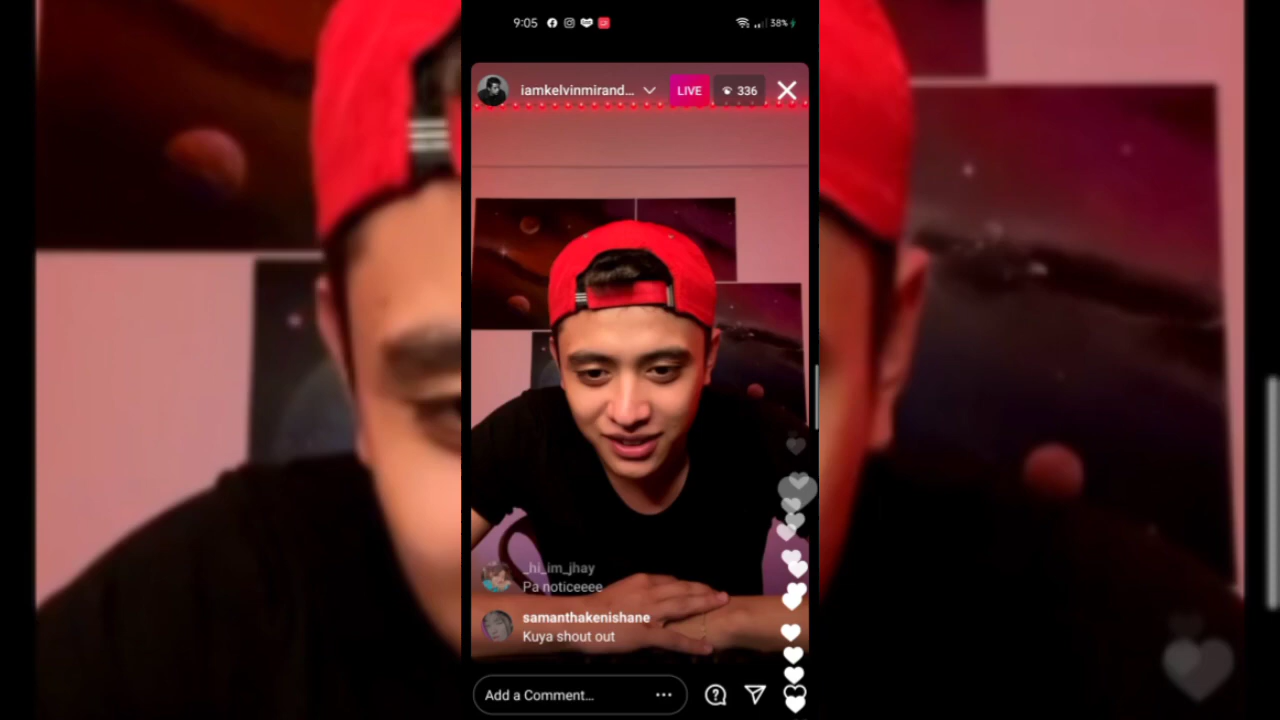 9:05
38%
iamkelvinmirand...
LIVE
336
_hi_im_jhay
Pa noticeeee
samanthakenishane
Kuya shout out
Add a Comment...